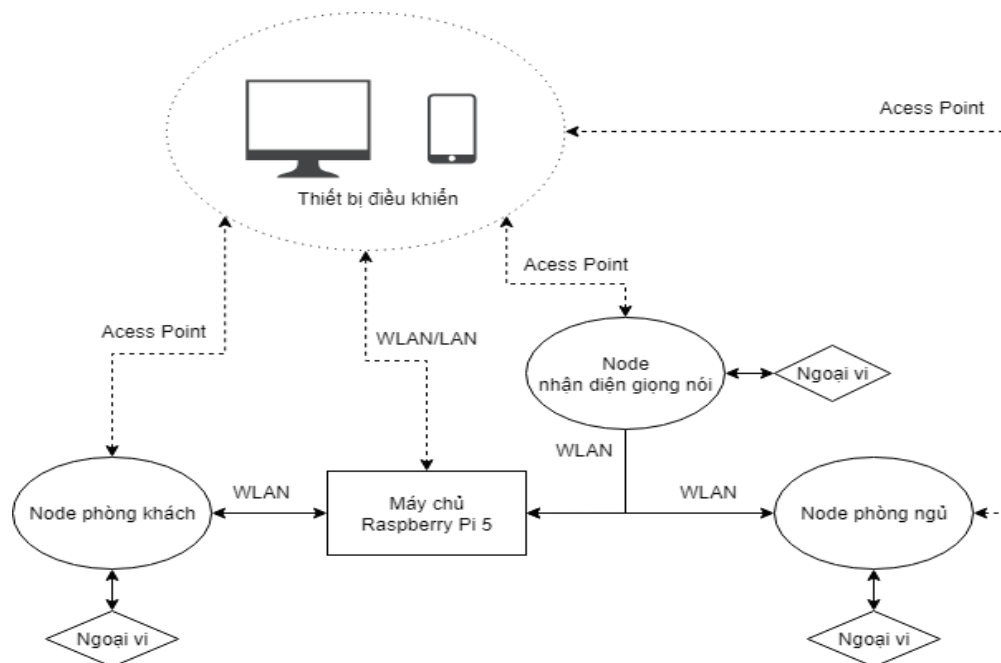 Acess Point
Thiết bị điều khiển
Acess Point
Acess Point
WLAN/LAN
Node
nhận diện giọng nói
Ngoại vi
WLAN
WLAN
WLAN
Node phòng khách
Máy chủ
Raspberry Pi 5
Node phòng ngủ
Ngoại vi
Ngoại vi